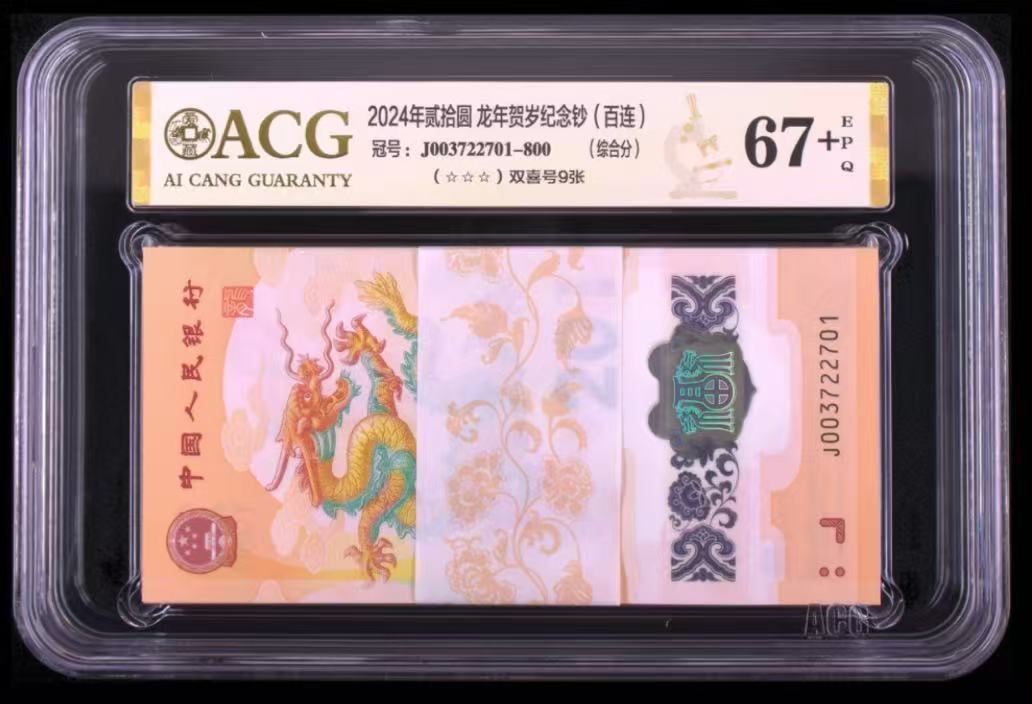 ACG
AI CANG GUARANTY
2024年贰拾圆 龙年贺岁纪念钞（百连）
冠号：J003722701-800 （综合分）
（☆☆☆）双喜号9张
67+
E
P
Q
中国人民银行
J003722701
ACG